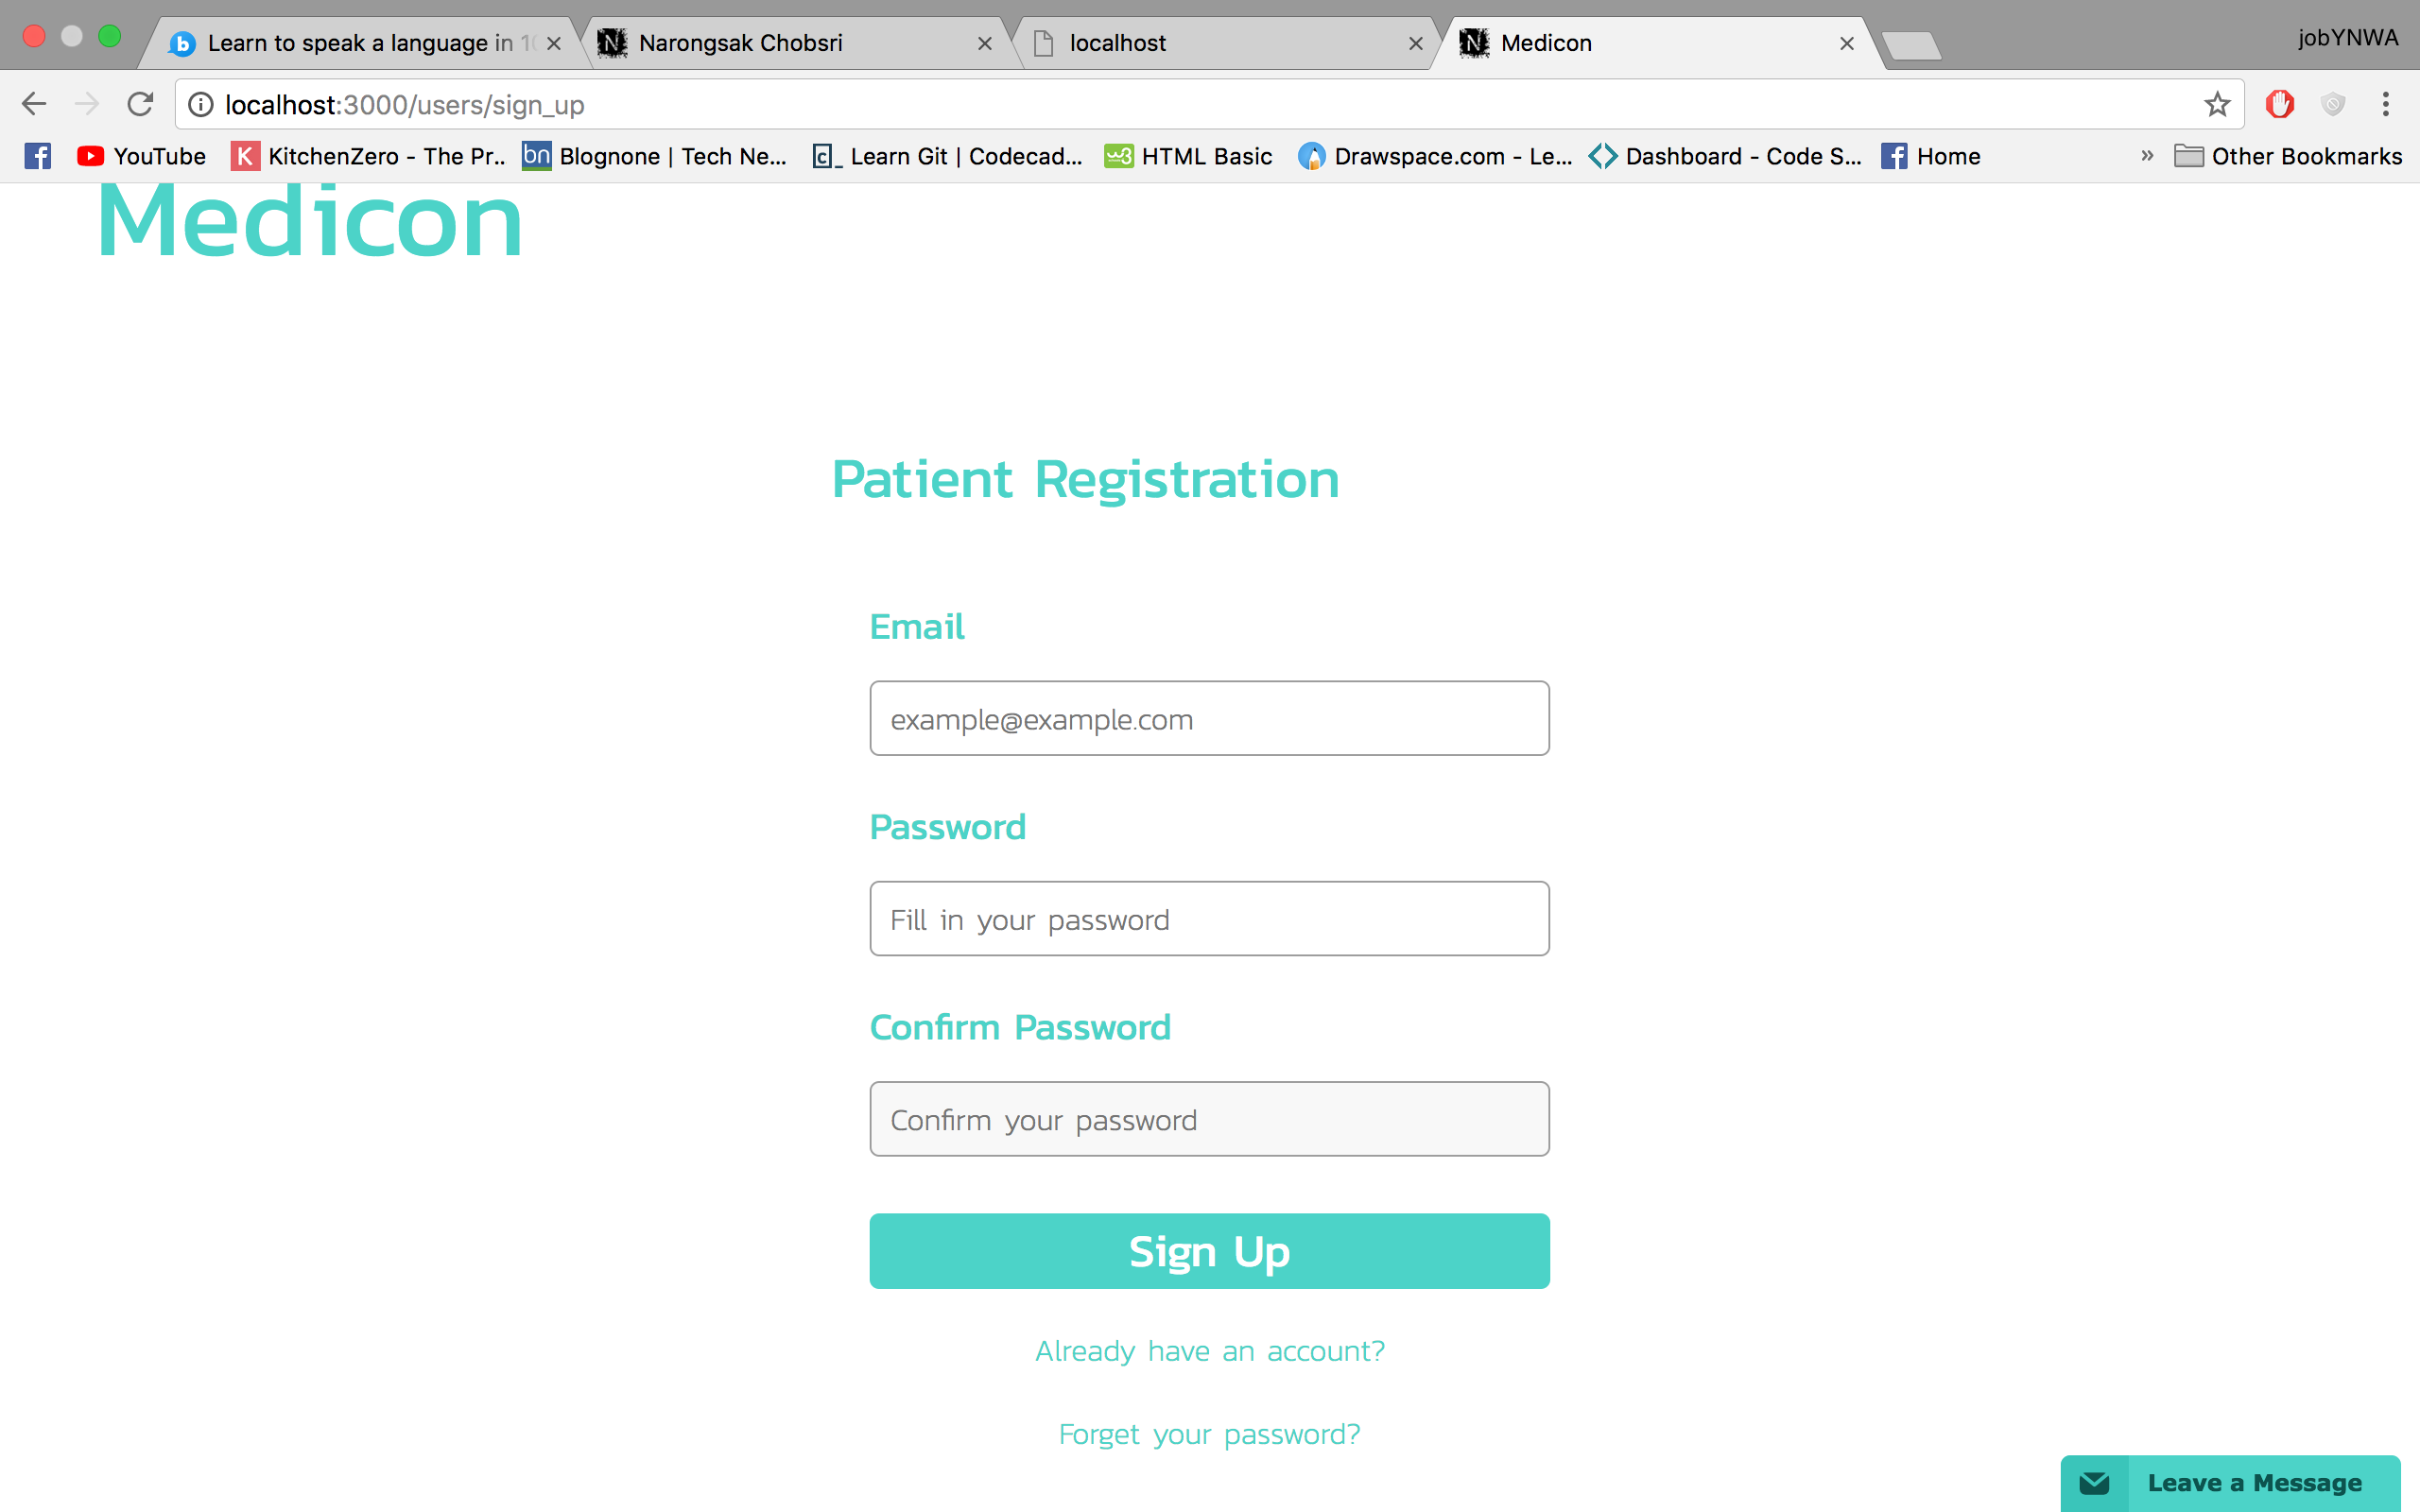 Learn to speak a language in 10
Narongsak Chobsri
localhost
Medicon
jobYNWA
localhost:3000/users/sign_up
YouTube
KitchenZero - The Pr..
Blognone | Tech Ne...
Learn Git | Codecad...
HTML Basic
Drawspace.com - Le...
Dashboard - Code S...
Home
»
Other Bookmarks
Medicon
Patient Registration
Email
example@example.com
Password
Fill in your password
Confirm Password
Confirm your password
Sign Up
Already have an account?
Forget your password?
Leave a Message